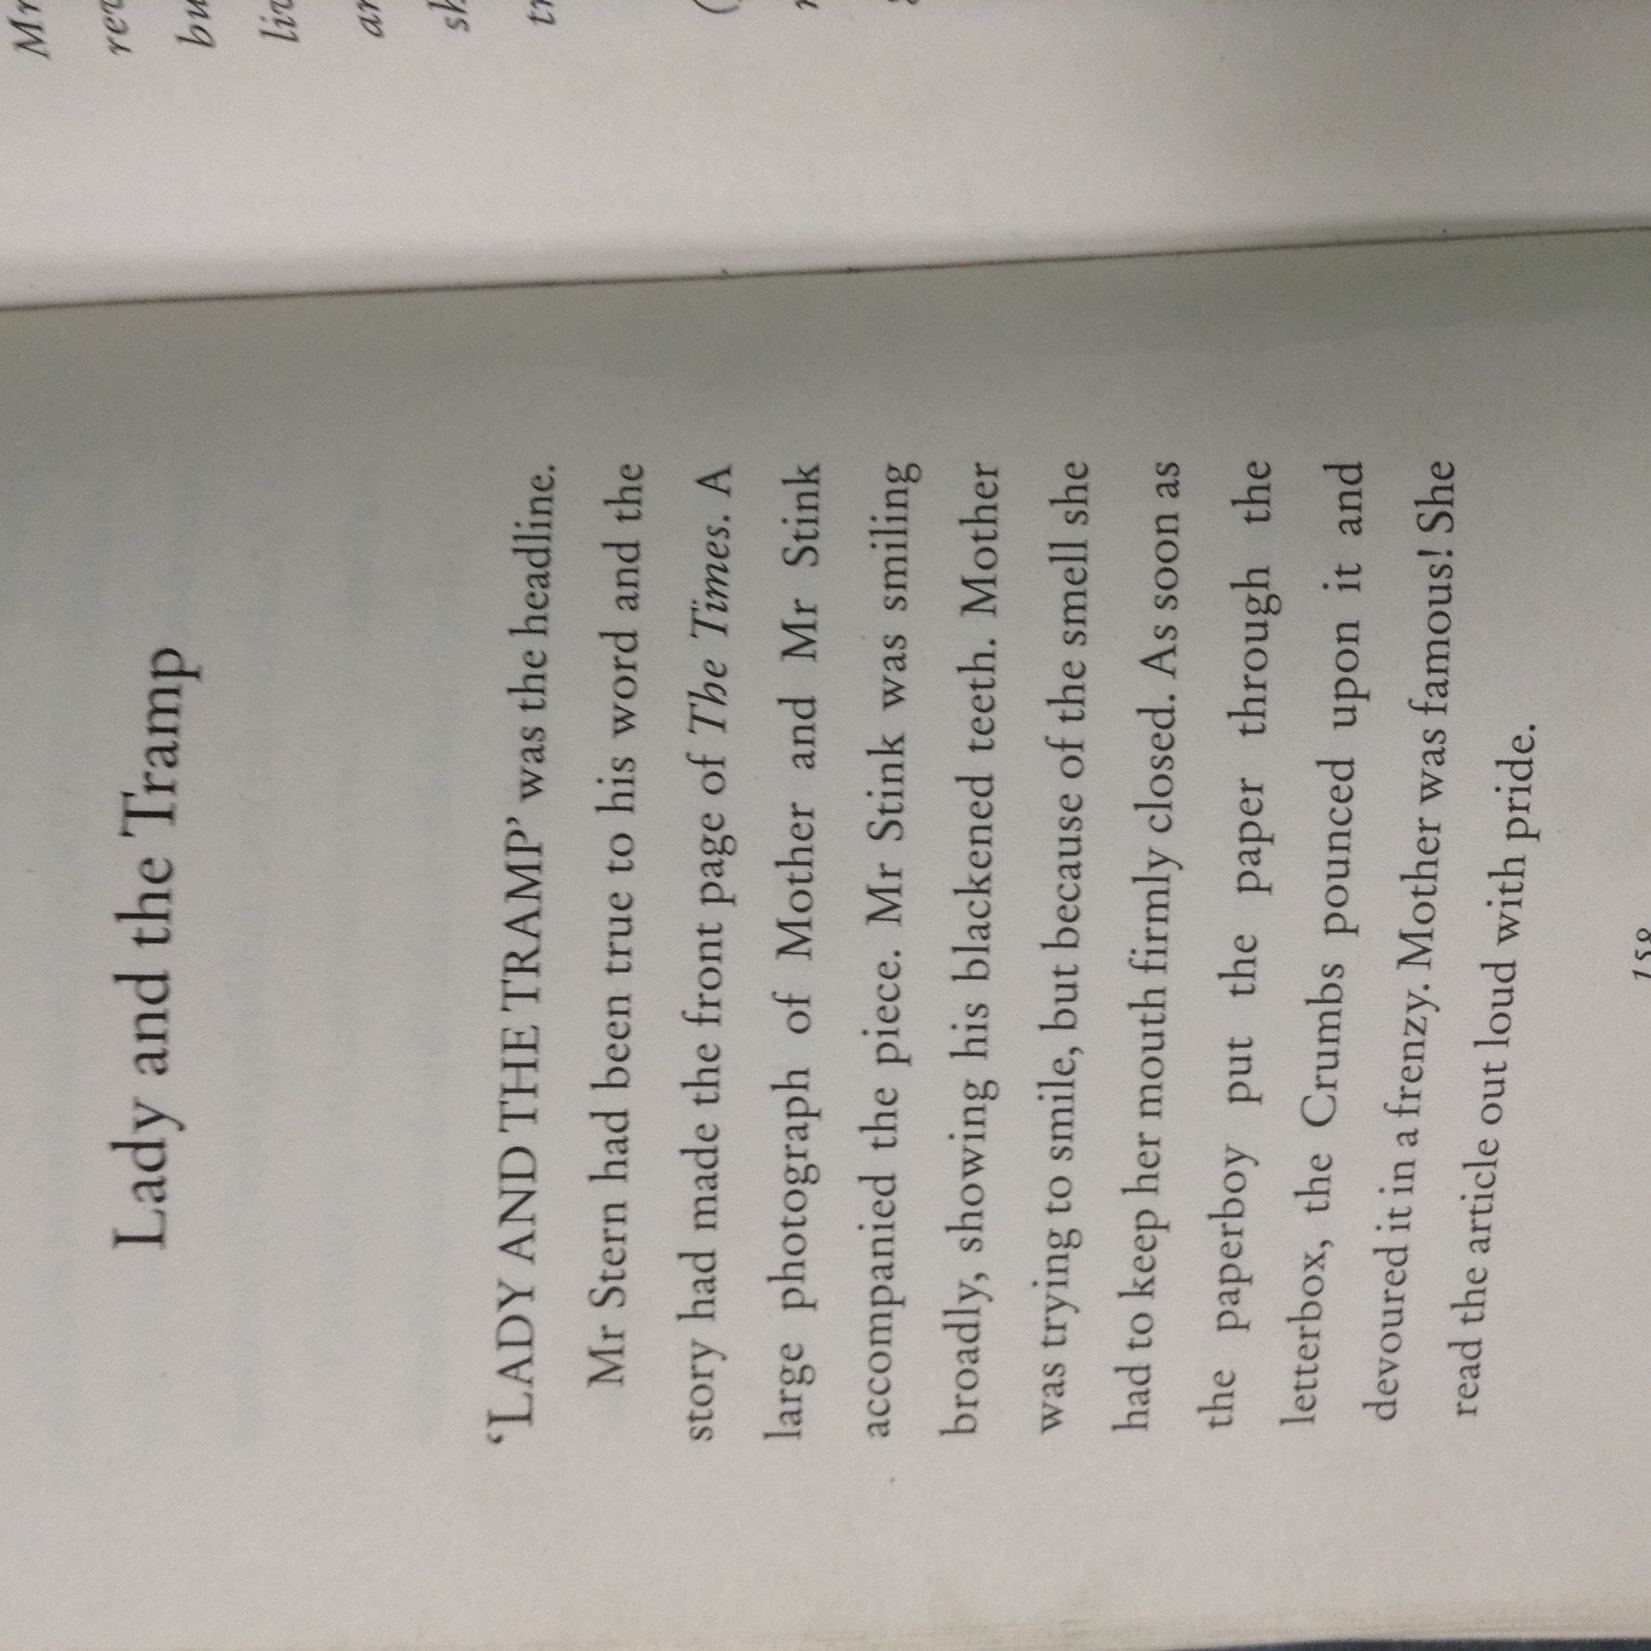 Lady and the Tramp
‘LADY AND THE TRAMP’ was the headline.
Mr Stern had been true to his word and the
story had made the front page of The Times. A
large photograph of Mother and Mr Stink
accompanied the piece. Mr Stink was smiling
broadly, showing his blackened teeth. Mother
was trying to smile, but because of the smell she
had to keep her mouth firmly closed. As soon as
the paperboy put the paper through the
letterbox, the Crumbs pounced upon it and
devoured it in a frenzy. Mother was famous! She
read the article out loud with pride.
158
Mr